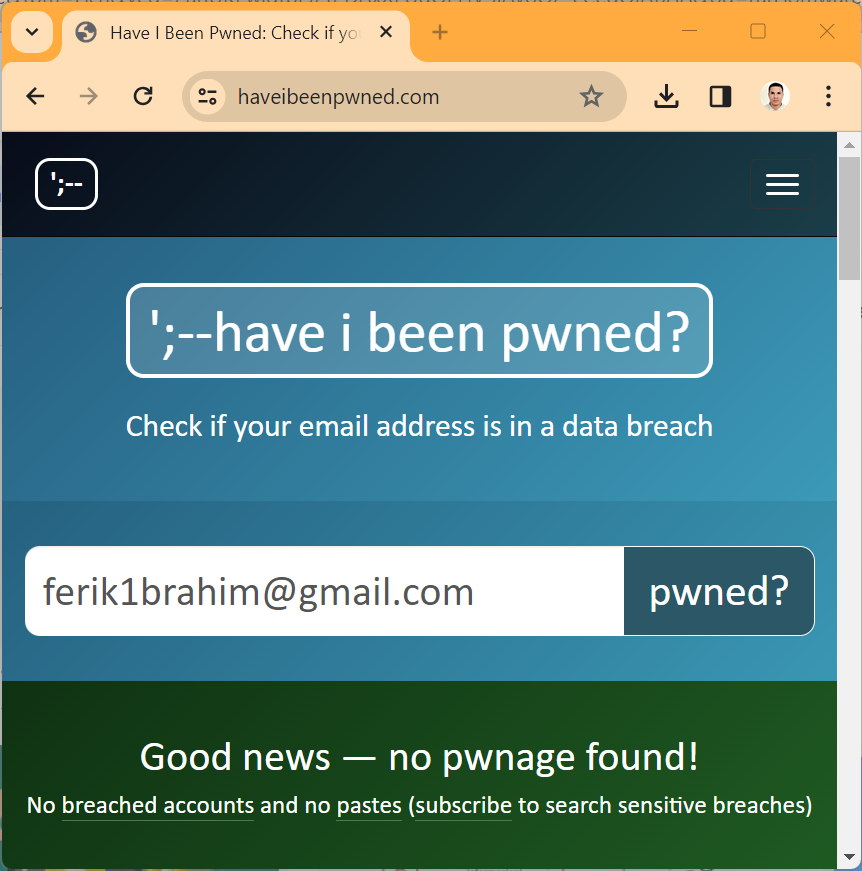 Have I Been Pwned: Check if yo
haveibeenpwned.com
';--
';--have i been pwned?
Check if your email address is in a data breach
ferik1brahim@gmail.com
pwned?
Good news — no pwnage found!
No breached accounts and no pastes (subscribe to search sensitive breaches)